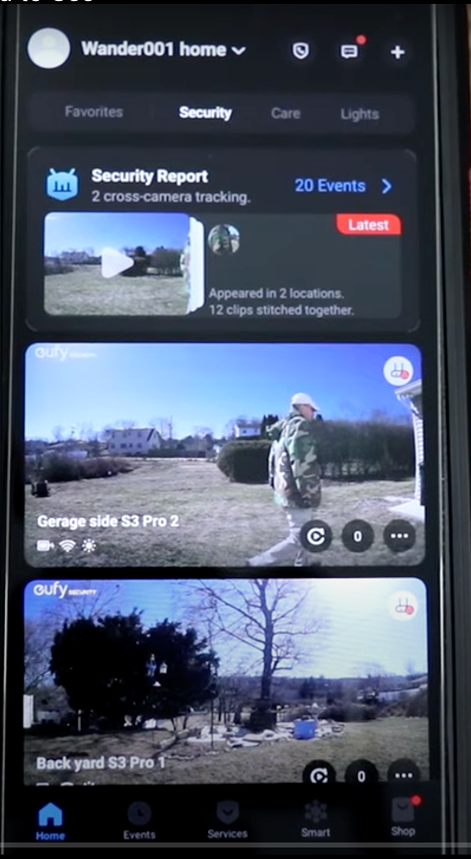 Wander001 home
Favorites Security Care Lights
Security Report
2 cross-camera tracking.
20 Events
Latest
Appeared in 2 locations.
12 clips stitched together.
eufy SECURITY
Gerage side S3 Pro 2
0
eufy SECURITY
Back yard S3 Pro 1
0
Home Events Services Smart Shop